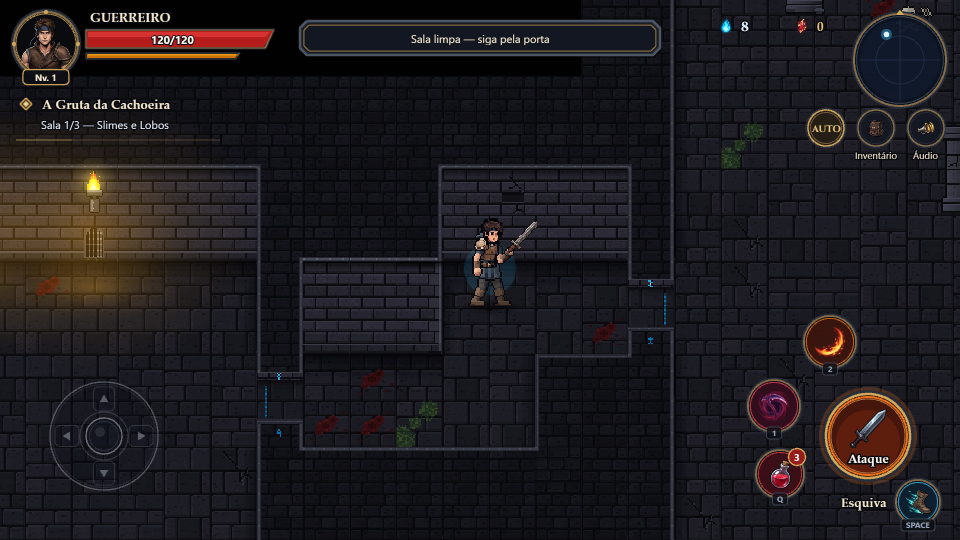 GUERREIRO
120/120
Nv. 1
Sala limpa — siga pela porta
8
0
A Gruta da Cachoeira
Sala 1/3 — Slimes e Lobos
AUTO
Inventário
Áudio
2
1
3
Q
Ataque
Esquiva
SPACE